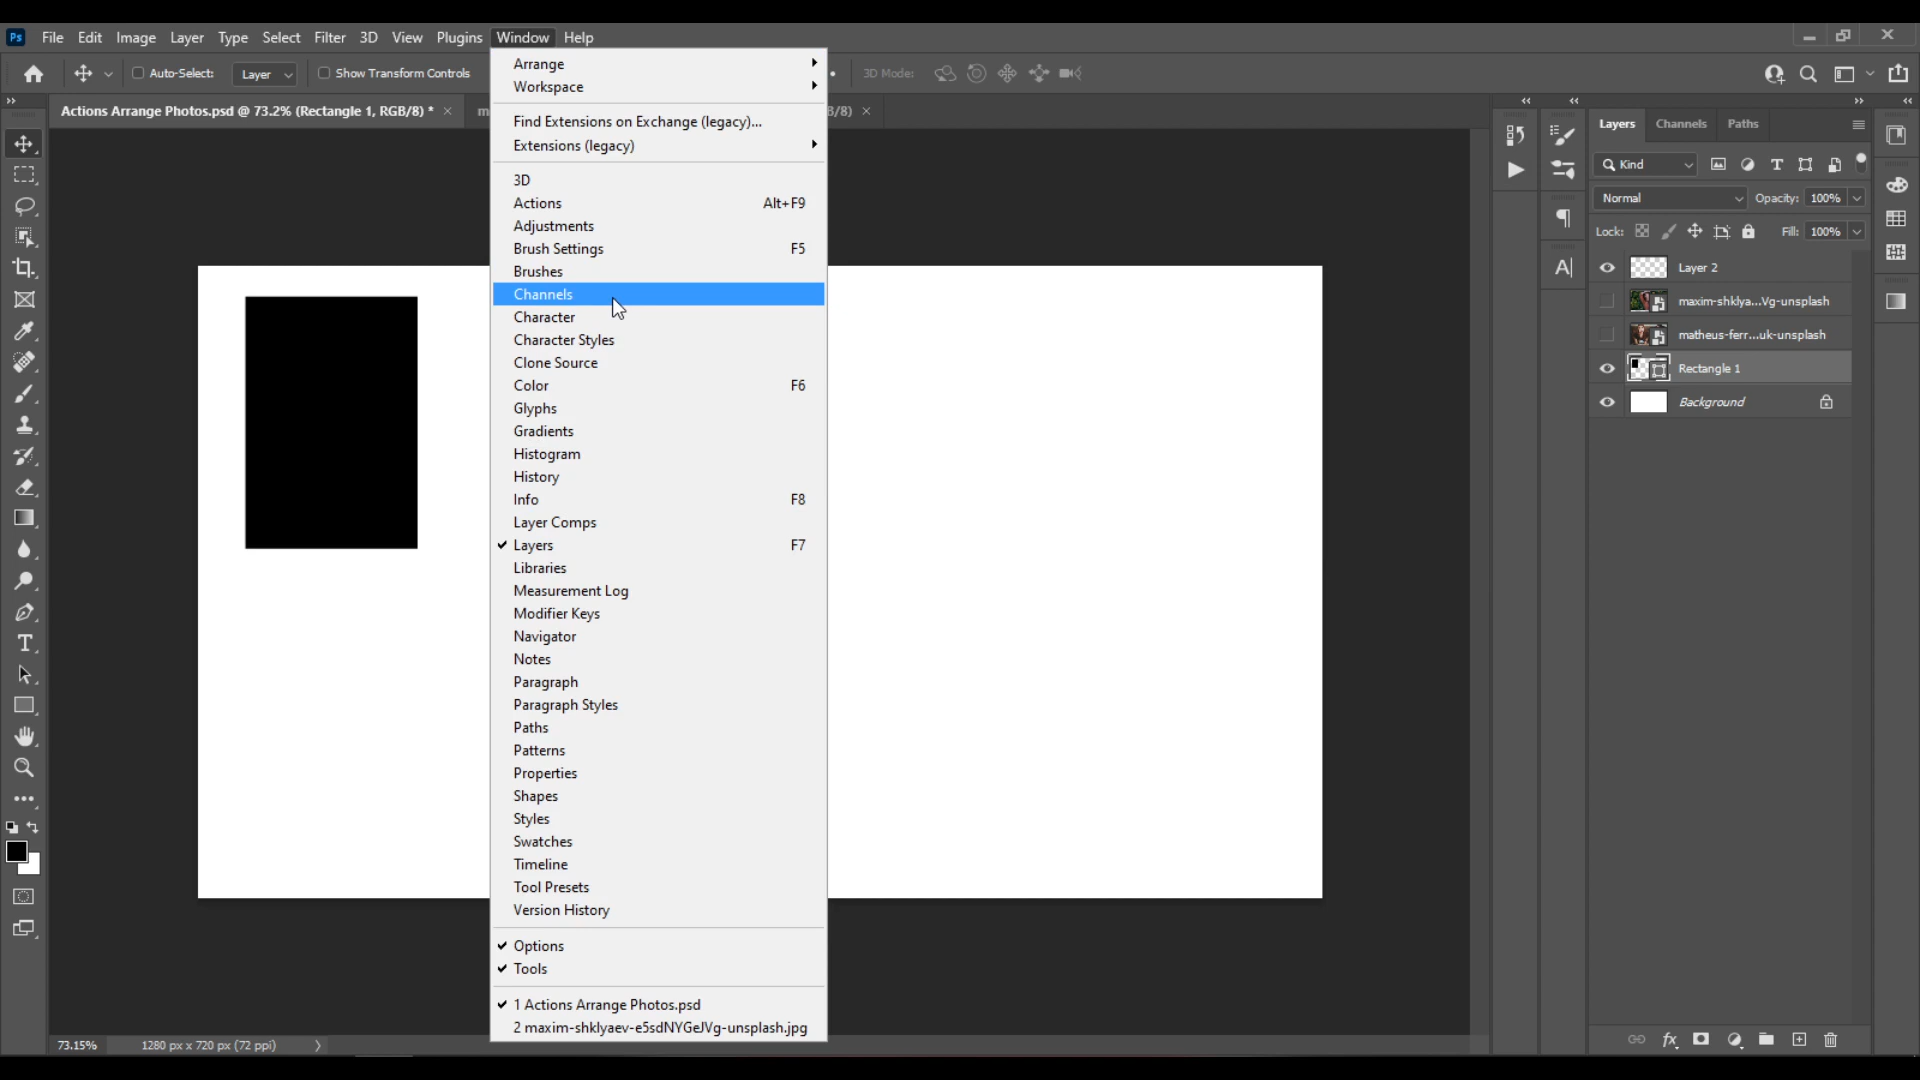 Ps File Edit Image Layer Type Select Filter 3D View Plugins Window Help
Auto-Select: Layer Show Transform Controls 3D Mode:
Actions Arrange Photos.psd @ 73.2% (Rectangle 1, RGB/8) * × m B/8) ×
Arrange
Workspace
Find Extensions on Exchange (legacy)...
Extensions (legacy)
3D
Actions Alt+F9
Adjustments
Brush Settings F5
Brushes
Channels
Character
Character Styles
Clone Source
Color F6
Glyphs
Gradients
Histogram
History
Info F8
Layer Comps
Layers F7
Libraries
Measurement Log
Modifier Keys
Navigator
Notes
Paragraph
Paragraph Styles
Paths
Patterns
Properties
Shapes
Styles
Swatches
Timeline
Tool Presets
Version History
Options
Tools
1 Actions Arrange Photos.psd
2 maxim-shklyaev-e5sdNYGeJVg-unsplash.jpg
Layers Channels Paths
Kind
Normal Opacity: 100%
Lock: Fill: 100%
Layer 2
maxim-shklya...Vg-unsplash
matheus-ferr...uk-unsplash
Rectangle 1
Background
73.15% 1280 px x 720 px (72 ppi)